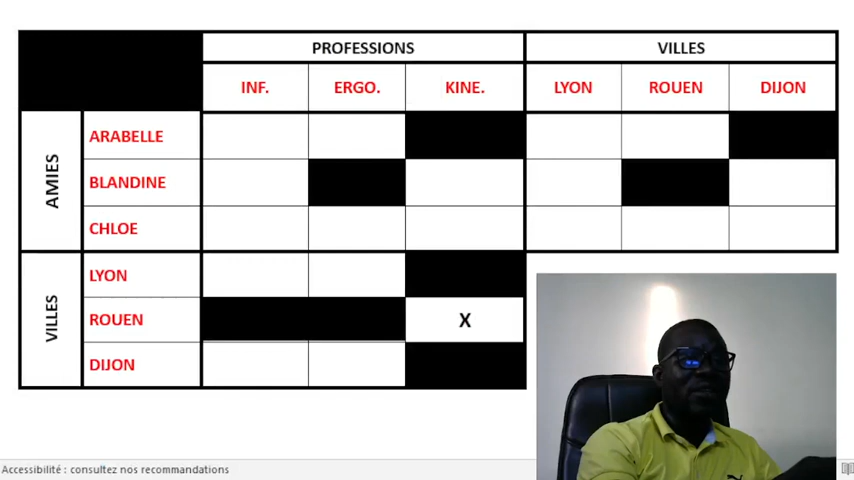 PROFESSIONS VILLES
INF. ERGO. KINE. LYON ROUEN DIJON
AMIES
ARABELLE
BLANDINE
CHLOE
VILLES
LYON
ROUEN X
DIJON
Accessibilité : consultez nos recommandations